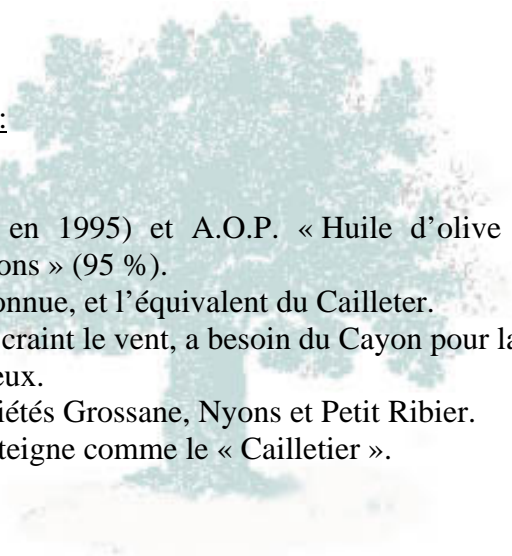 :
en 1995) et A.O.P. « Huile d’olive
ons » (95 %).
onnue, et l’équivalent du Cailleter.
craint le vent, a besoin du Cayon pour la
eux.
iétés Grossane, Nyons et Petit Ribier.
teigne comme le « Cailletier ».